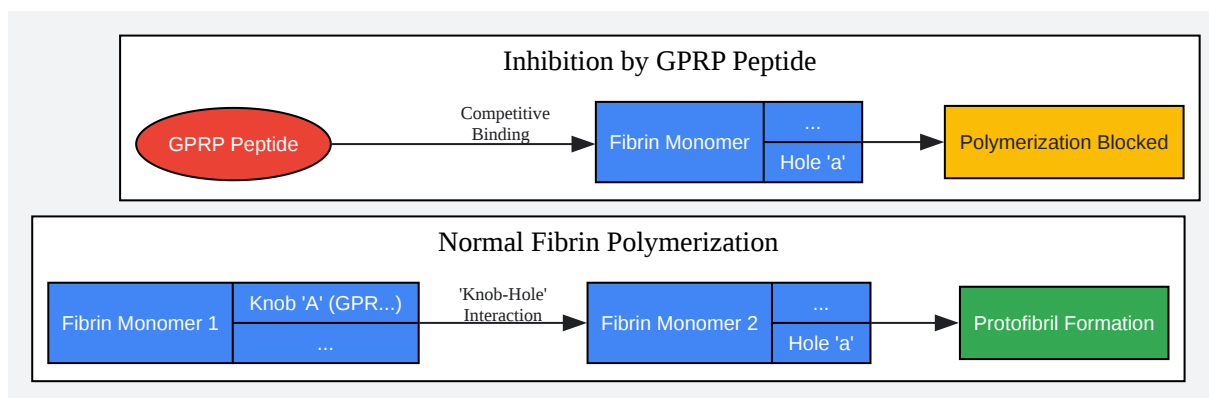 Inhibition by GPRP Peptide
GPRP Peptide
Competitive
Binding
Fibrin Monomer
...
Hole 'a'
Polymerization Blocked
Normal Fibrin Polymerization
Fibrin Monomer 1
Knob 'A' (GPR...)
...
'Knob-Hole'
Interaction
Fibrin Monomer 2
...
Hole 'a'
Protofibril Formation